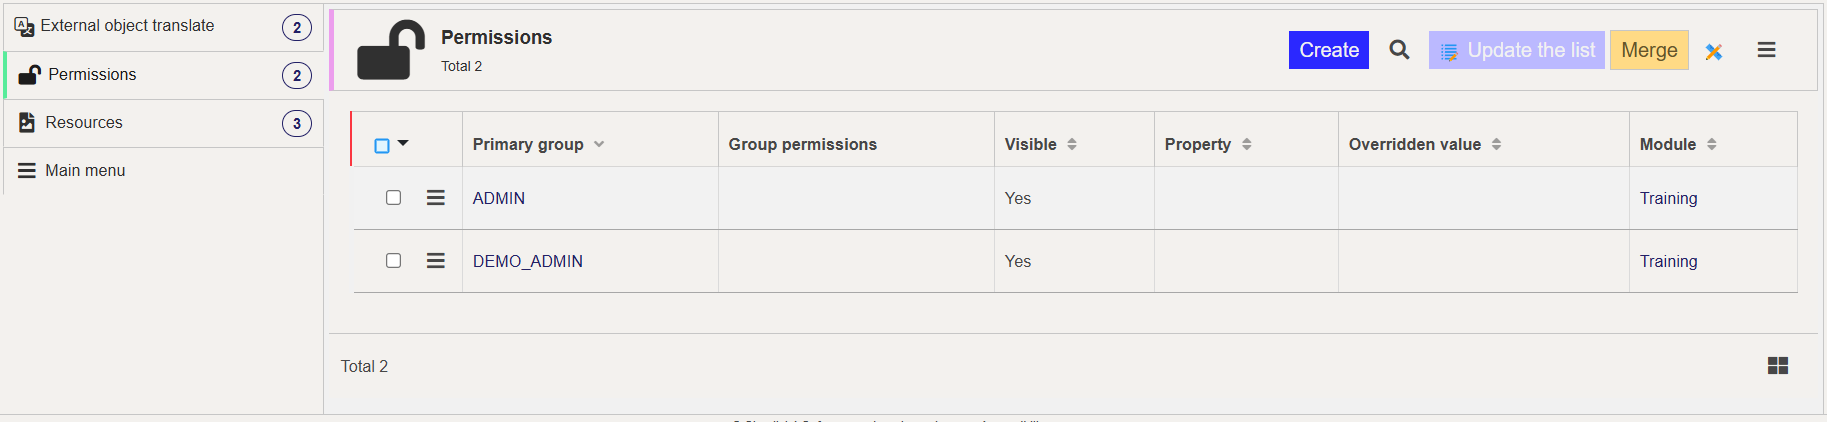 External object translate 2
Permissions 2
Resources 3
Main menu
Permissions
Total 2
Create
Update the list
Merge
Primary group Group permissions Visible Property Overridden value Module
ADMIN Yes Training
DEMO_ADMIN Yes Training
Total 2